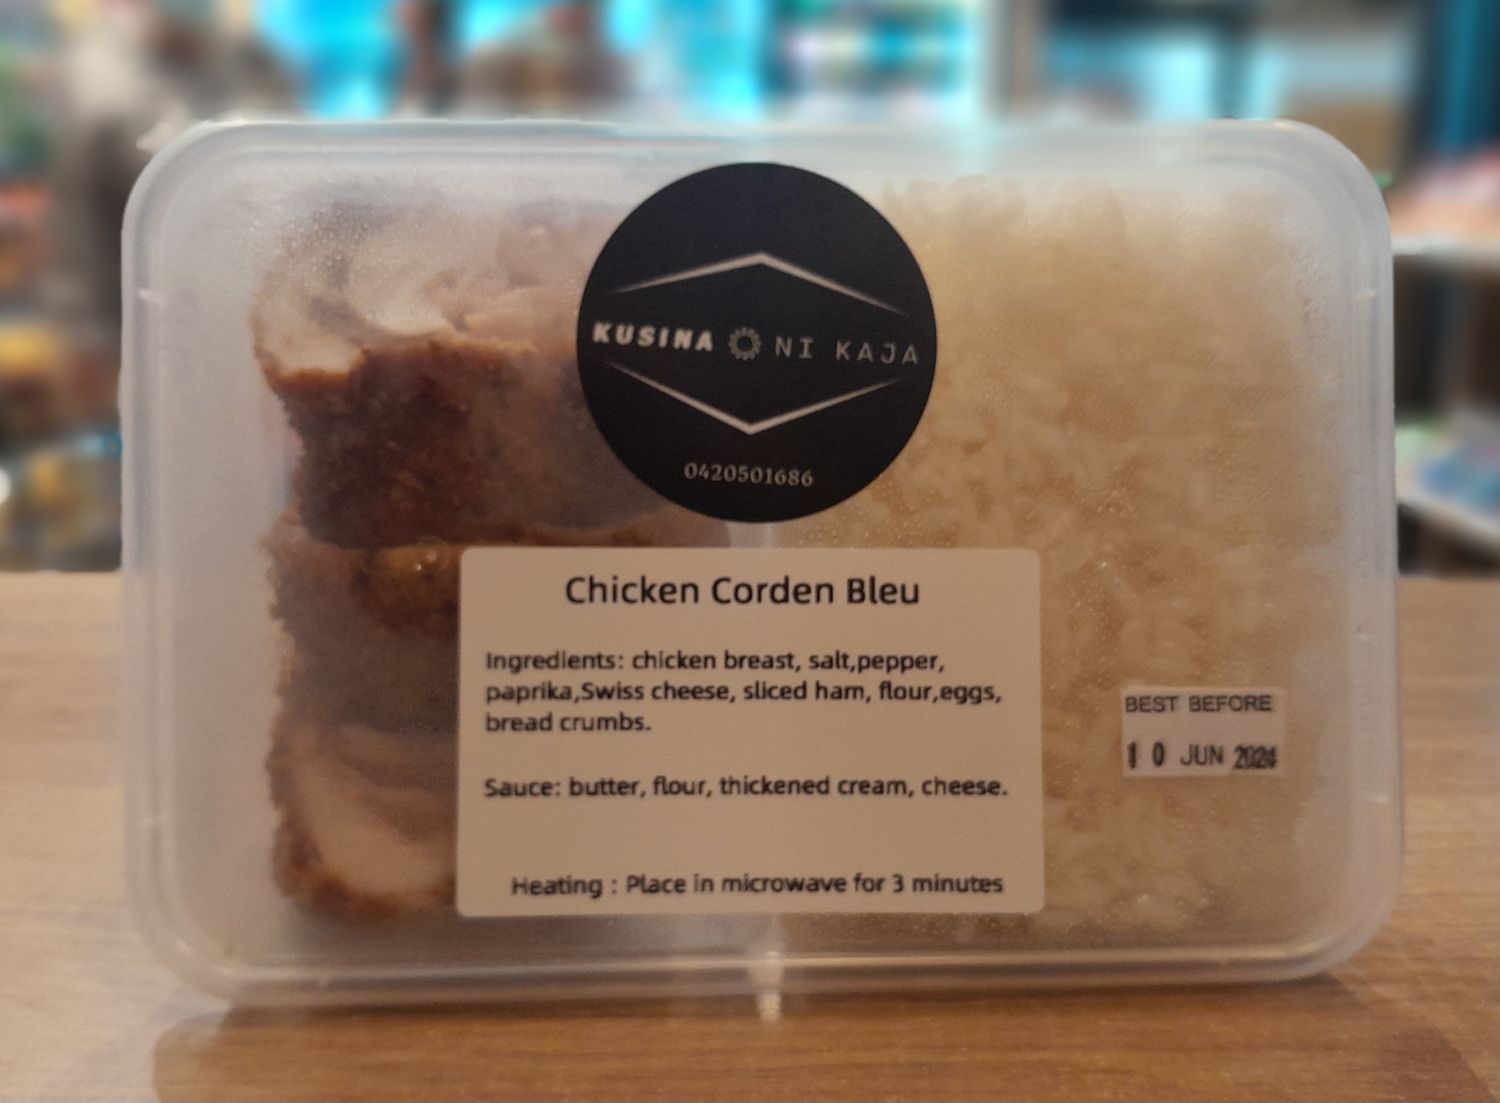 KUSINA NI KAJA
0420501686
Chicken Corden Bleu
Ingredients: chicken breast, salt,pepper,
paprika,Swiss cheese, sliced ham, flour,eggs,
bread crumbs.
Sauce: butter, flour, thickened cream, cheese.
Heating : Place in microwave for 3 minutes
BEST BEFORE
10 JUN 2024